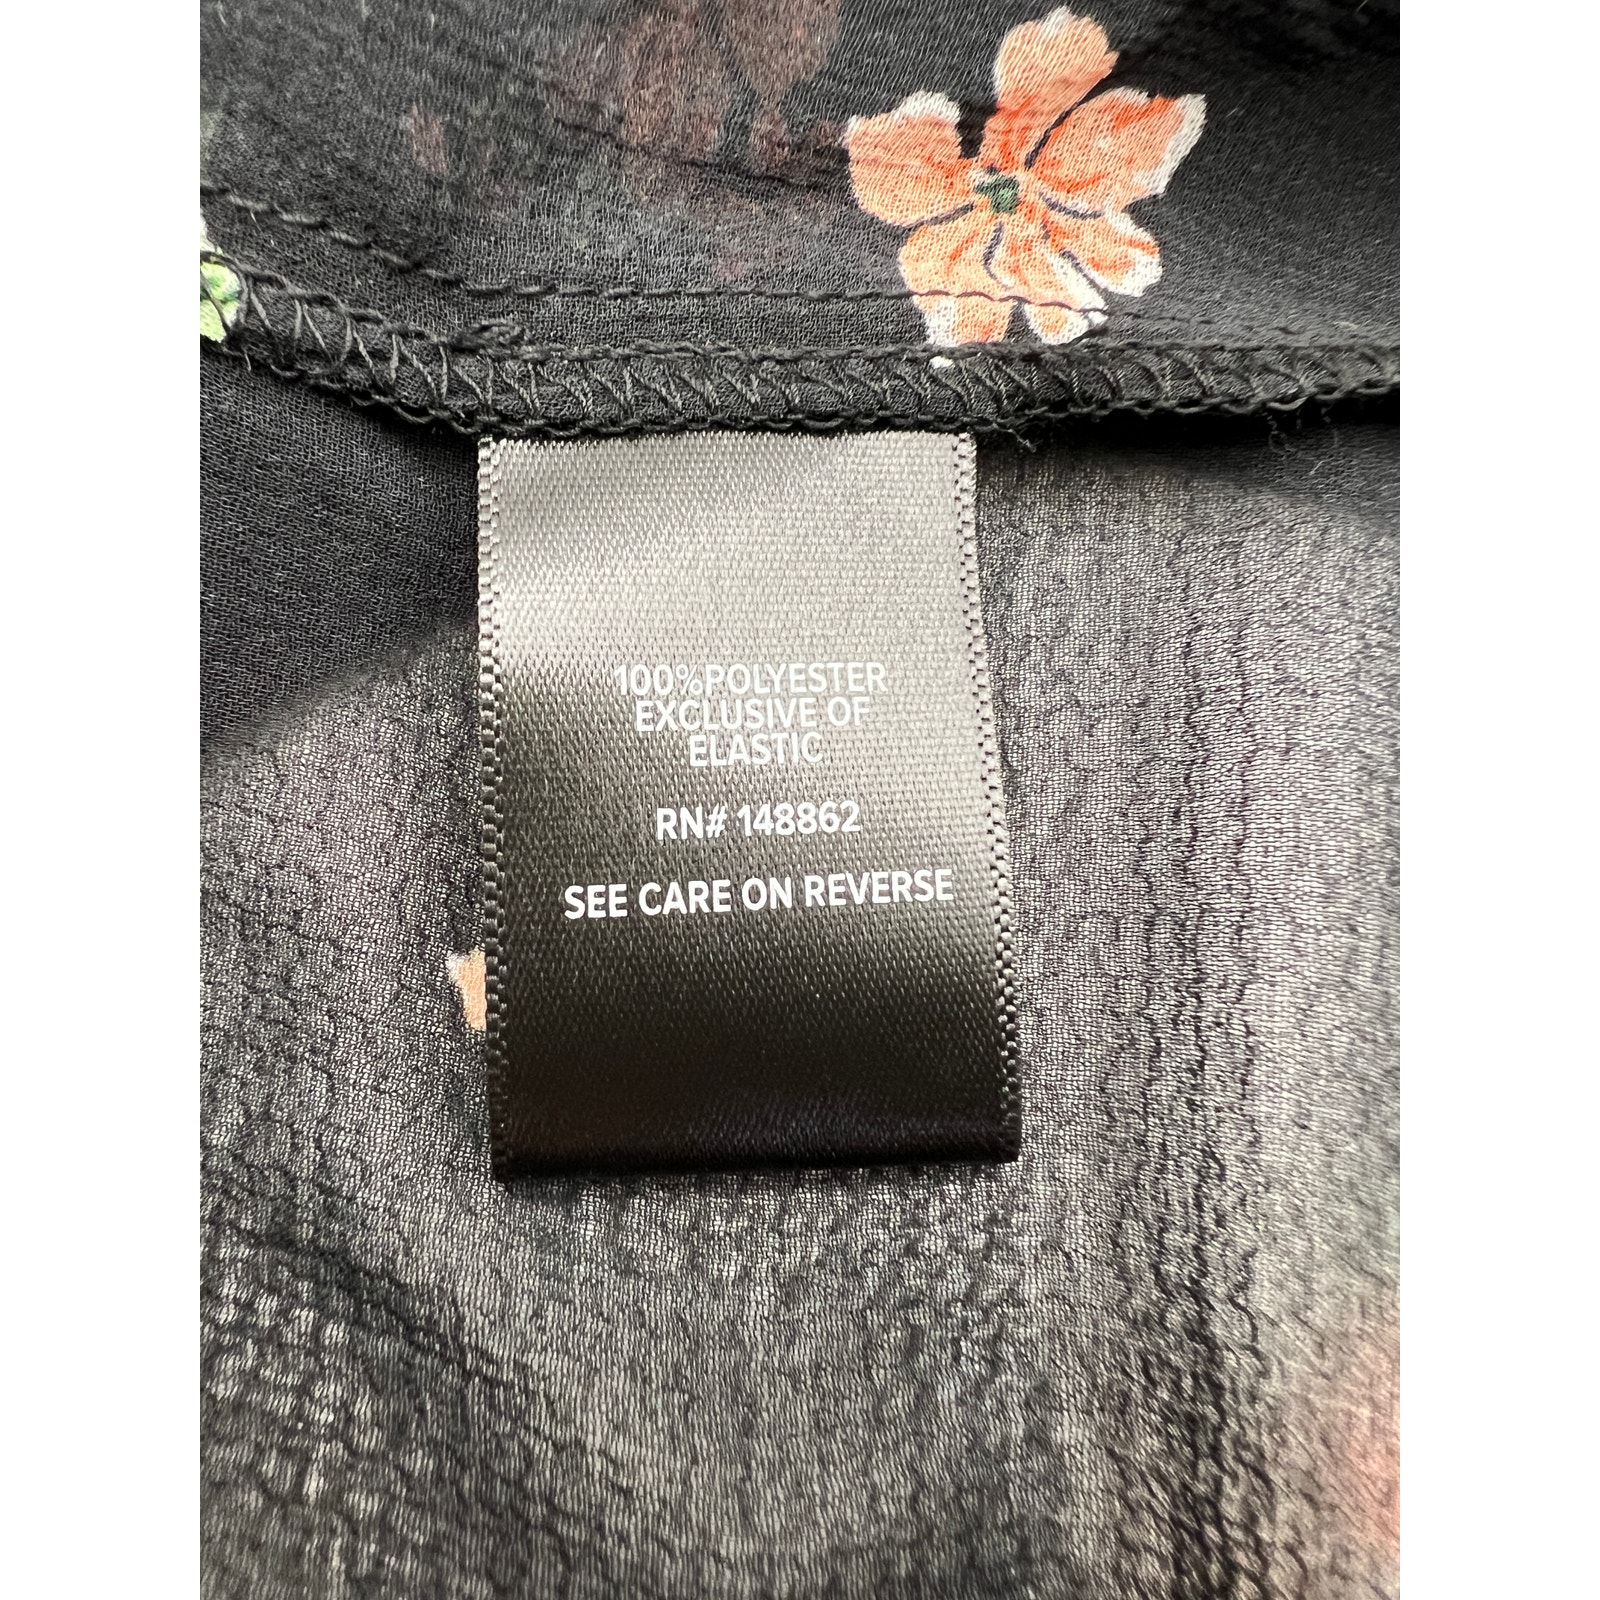 100%POLYESTER
EXCLUSIVE OF
ELASTIC
RN# 148862
SEE CARE ON REVERSE